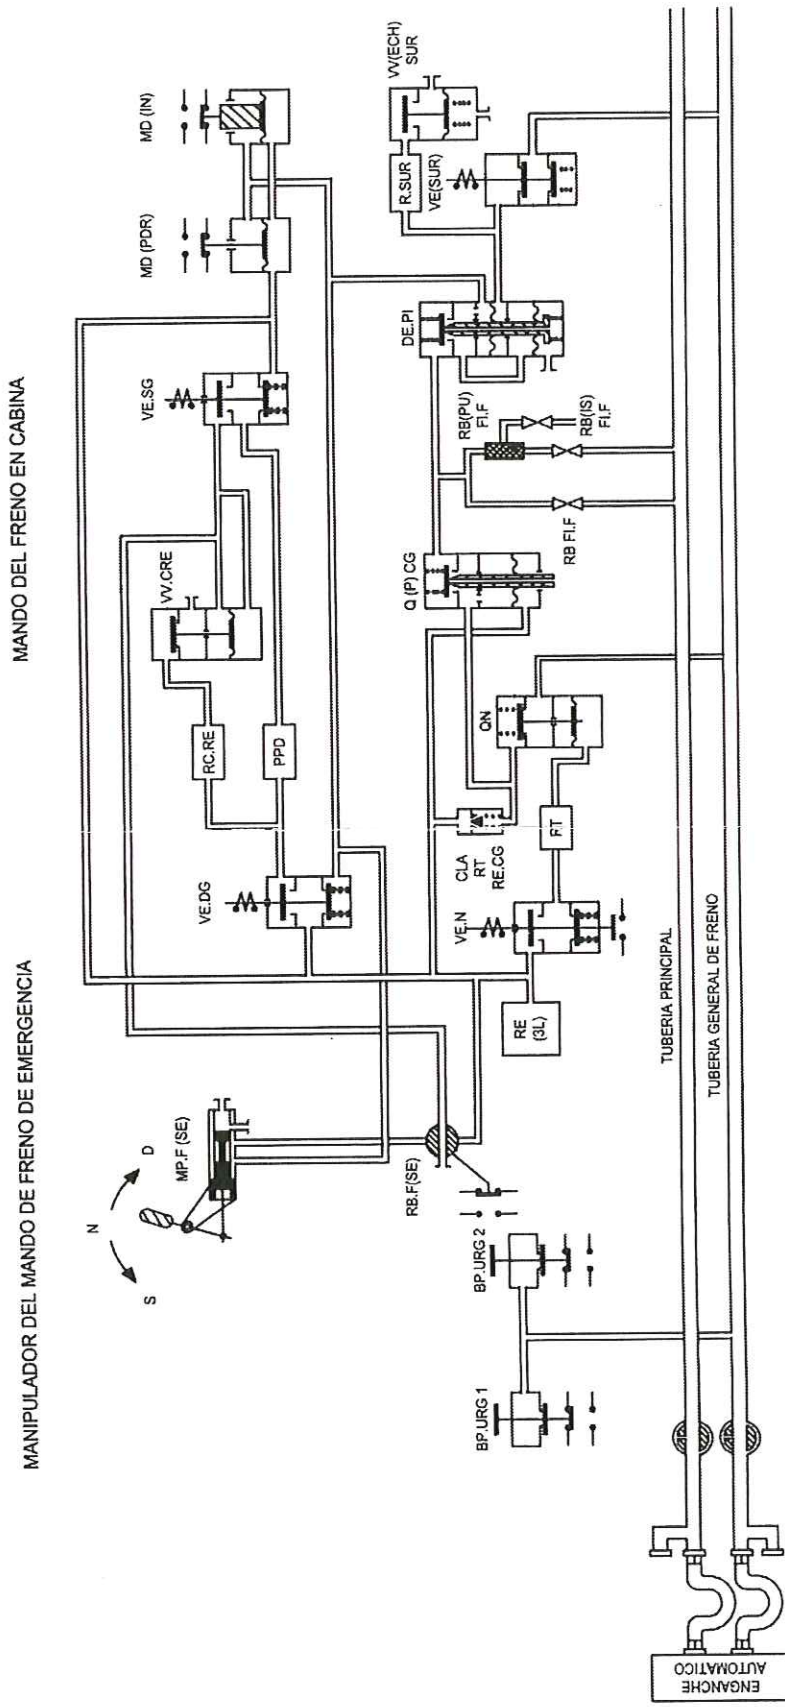 MANIPULADOR DEL MANDO DE FRENO DE EMERGENCIA
MANDO DEL FRENO EN CABINA
N
S
D
MP.F (SE)
RB.F(SE)
BP.URG 1
BP.URG 2
VE.DG
RC.RE
PPD
VV.CRE
VE.SG
MD (PDR)
MD (IN)
RE
(3L)
VE.N
R.T
CLA
RT
RE.CG
QN
Q (P) CG
RB FI.F
RB(PU)
FI.F
RB(IS)
FI.F
DE.PI
R.SUR
VE(SUR)
VV(ECH)
SUR
TUBERIA PRINCIPAL
TUBERIA GENERAL DE FRENO
ENGANCHE
AUTOMATICO